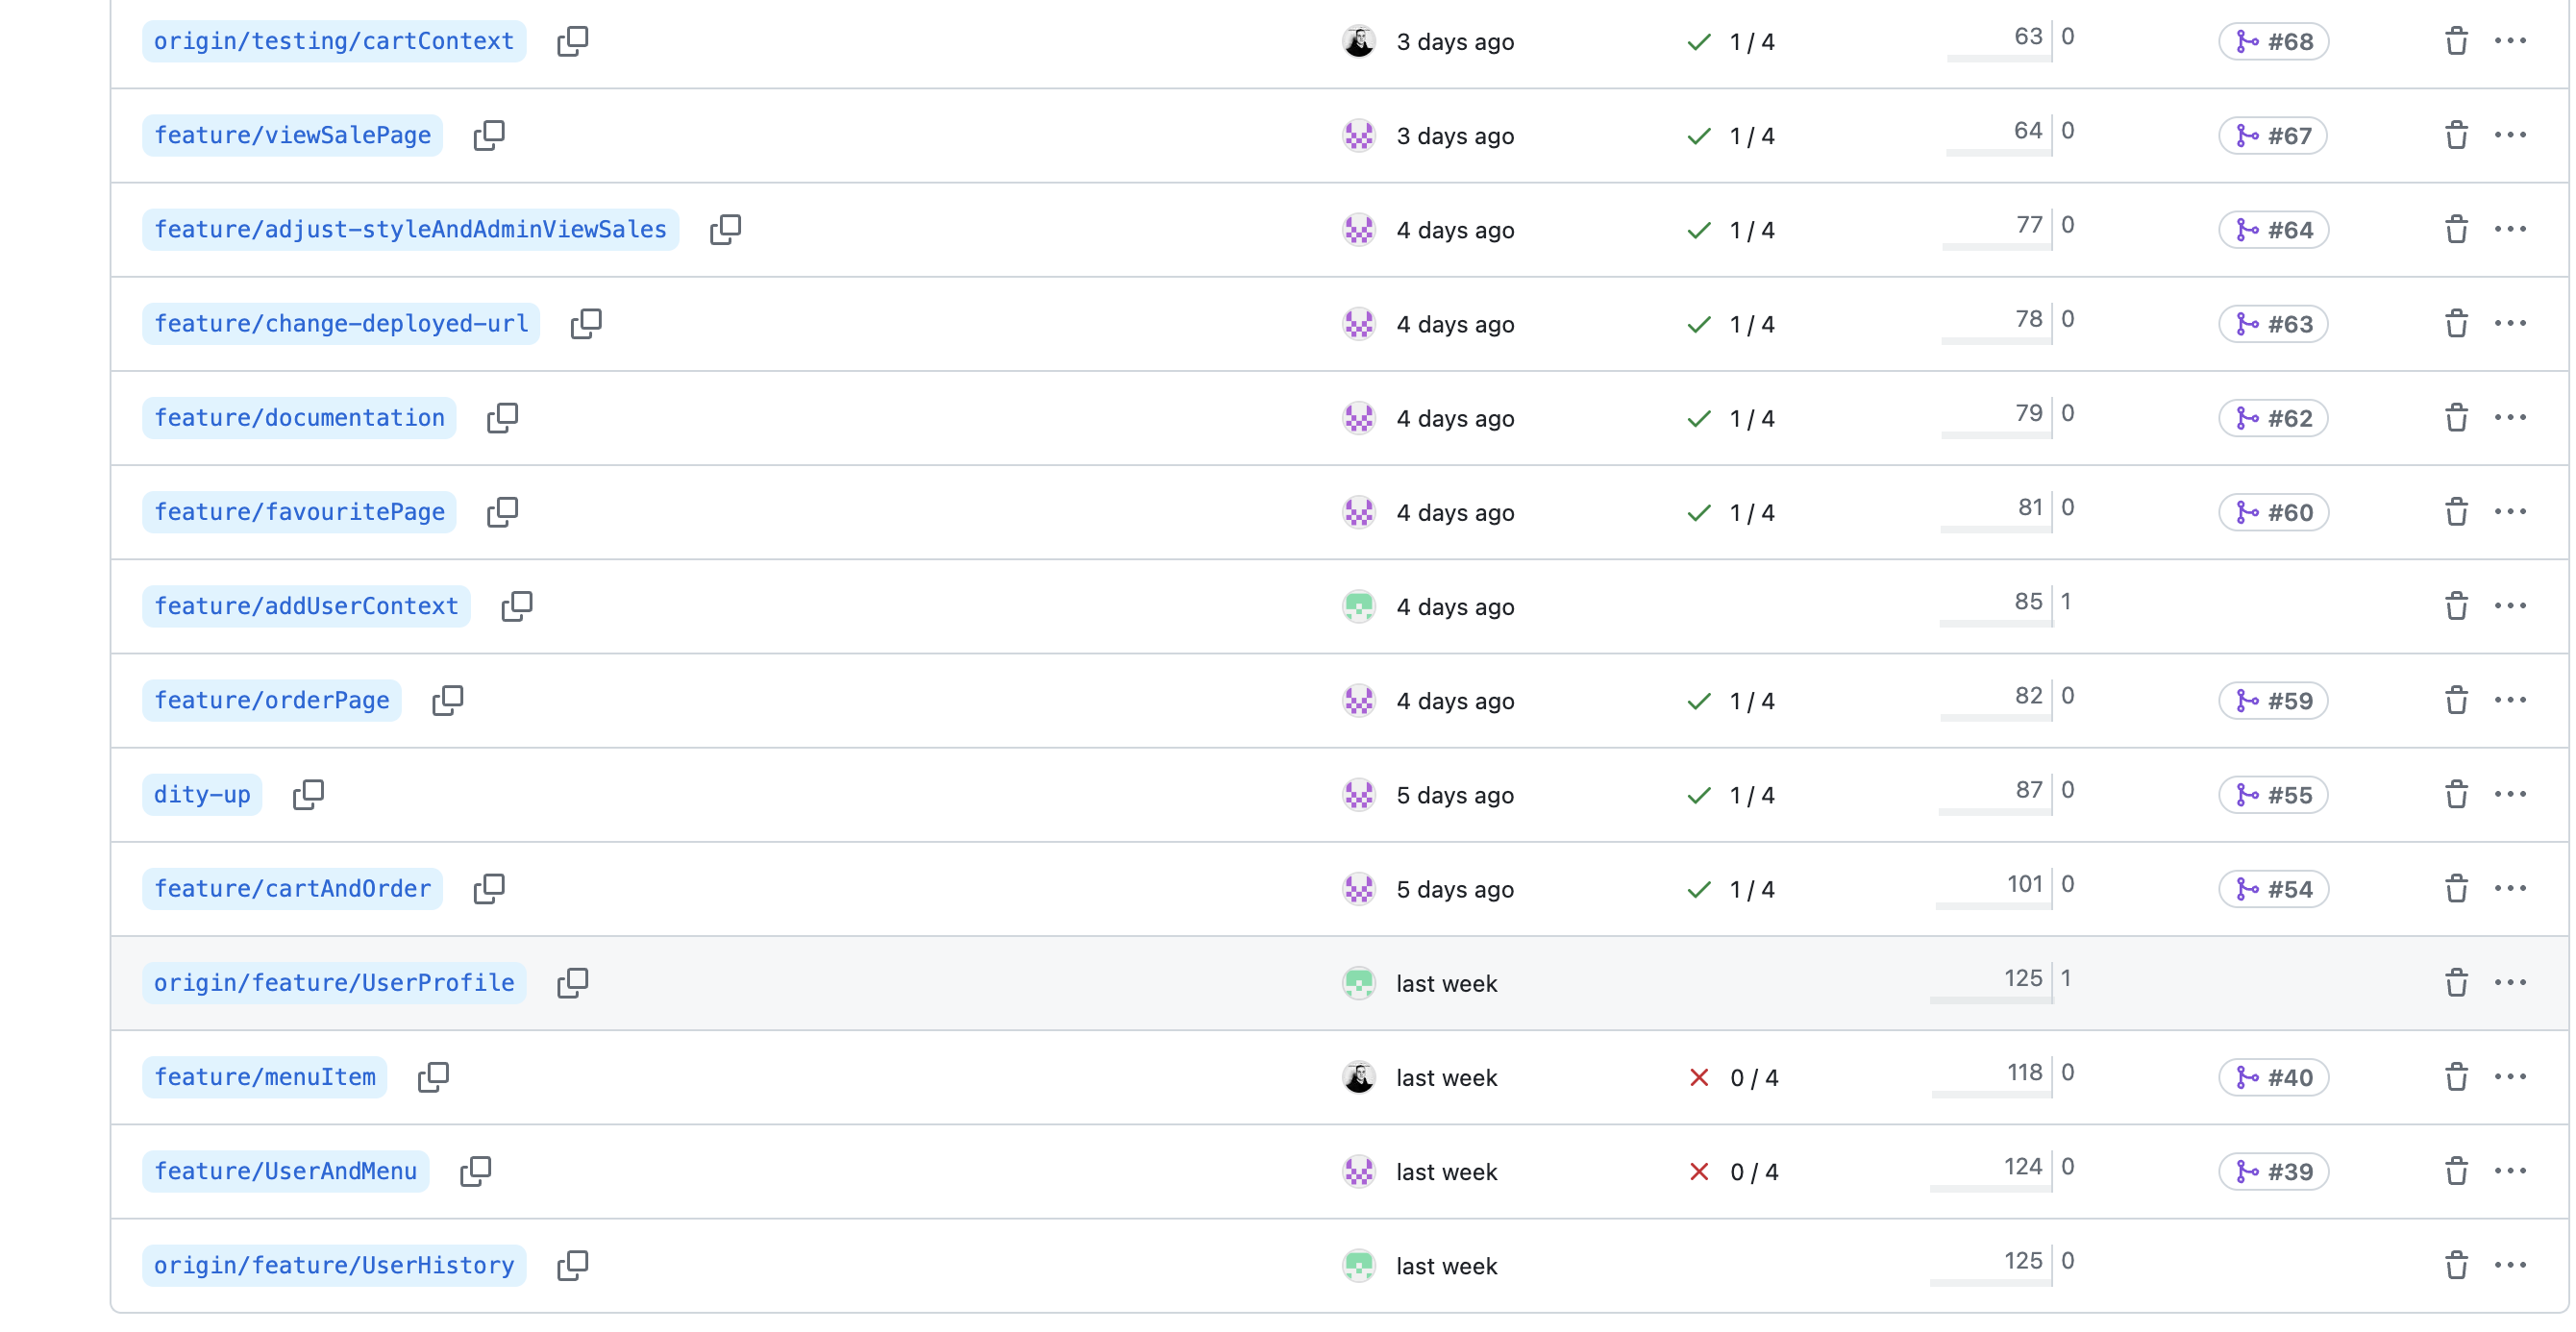 origin/testing/cartContext 3 days ago 1 / 4 63 0 #68
feature/viewSalePage 3 days ago 1 / 4 64 0 #67
feature/adjust-styleAndAdminViewSales 4 days ago 1 / 4 77 0 #64
feature/change-deployed-url 4 days ago 1 / 4 78 0 #63
feature/documentation 4 days ago 1 / 4 79 0 #62
feature/favouritePage 4 days ago 1 / 4 81 0 #60
feature/addUserContext 4 days ago 85 1
feature/orderPage 4 days ago 1 / 4 82 0 #59
dity-up 5 days ago 1 / 4 87 0 #55
feature/cartAndOrder 5 days ago 1 / 4 101 0 #54
origin/feature/UserProfile last week 125 1
feature/menuItem last week 0 / 4 118 0 #40
feature/UserAndMenu last week 0 / 4 124 0 #39
origin/feature/UserHistory last week 125 0